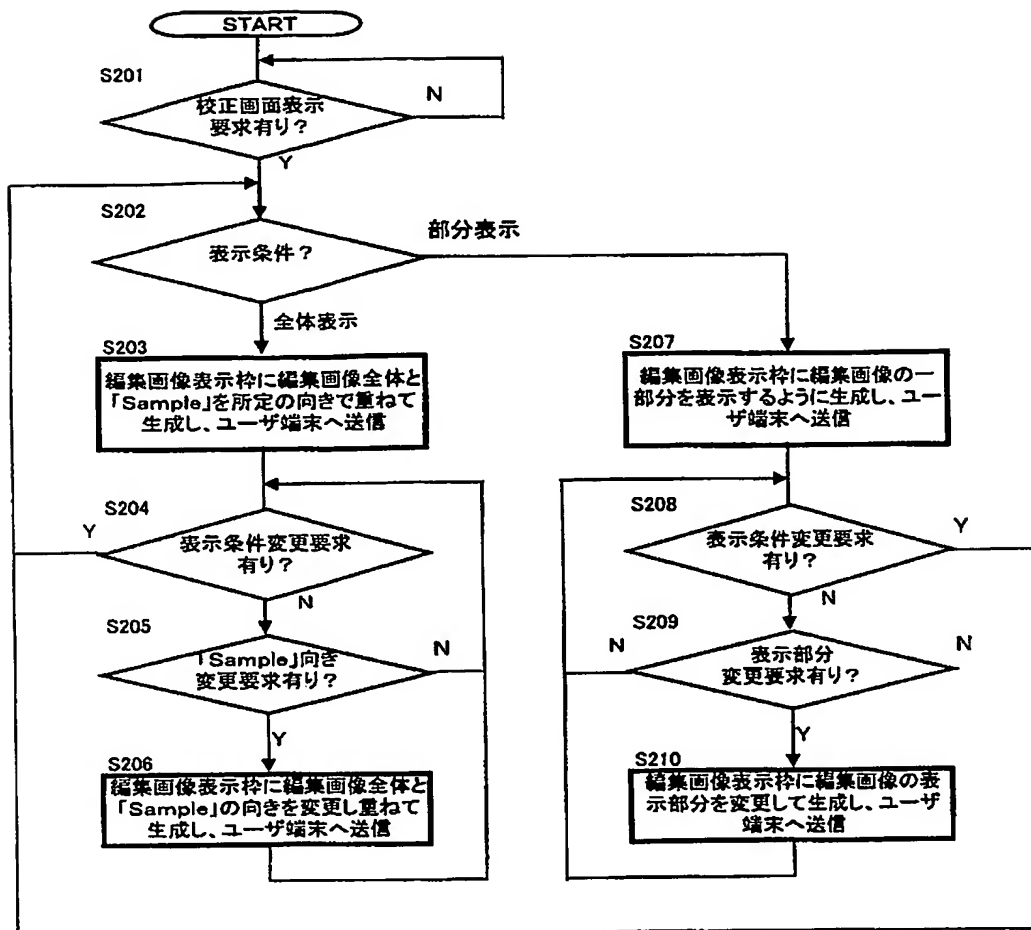 START
S201
校正画面表示
要求有り?
N
Y
S202
表示条件?
部分表示
全体表示
S203
編集画像表示枠に編集画像全体と
「Sample」を所定の向きで重ねて
生成し、ユーザ端末へ送信
S204
表示条件変更要求
有り?
Y
N
S205
「Sample」向き
変更要求有り?
N
Y
S206
編集画像表示枠に編集画像全体と
「Sample」の向きを変更し重ねて
生成し、ユーザ端末へ送信
S207
編集画像表示枠に編集画像の一
部分を表示するように生成し、ユー
ザ端末へ送信
S208
表示条件変更要求
有り?
Y
N
S209
表示部分
変更要求有り?
N
N
Y
S210
編集画像表示枠に編集画像の表
示部分を変更して生成し、ユーザ
端末へ送信